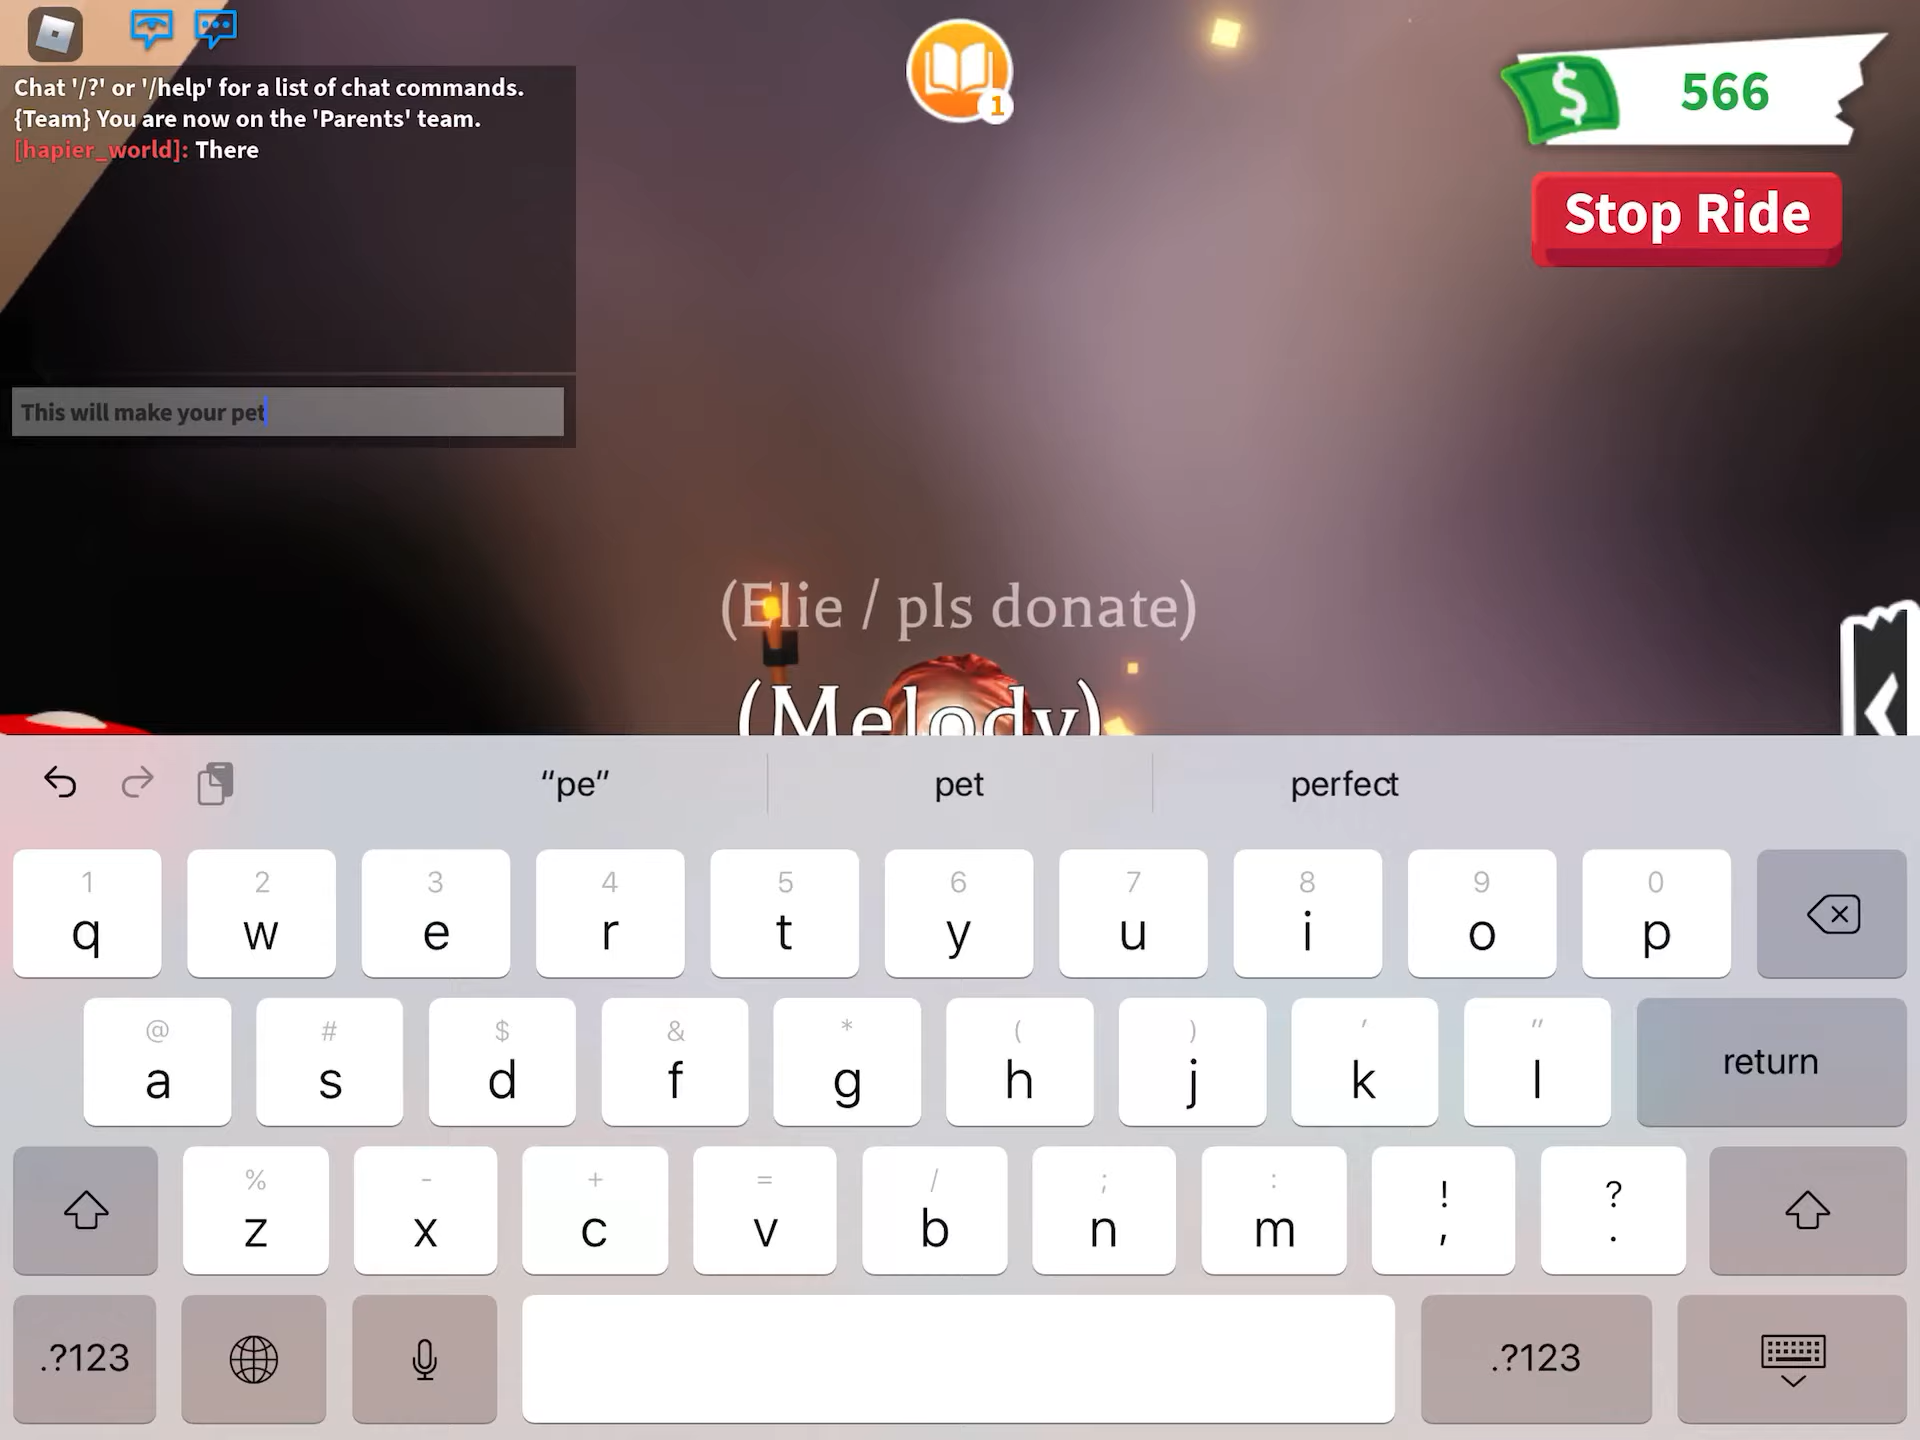 Chat '/?' or '/help' for a list of chat commands.
{Team} You are now on the 'Parents' team.
[hapier_world]: There
1
566
Stop Ride
This will make your pet
(Elie / pls donate)
(Melody)
“pe” pet perfect
1 2 3 4 5 6 7 8 9 0
q w e r t y u i o p
@ # $ & * ( ) ' "
a s d f g h j k l return
% - + = / ; : ! ?
z x c v b n m , .
.?123 .?123